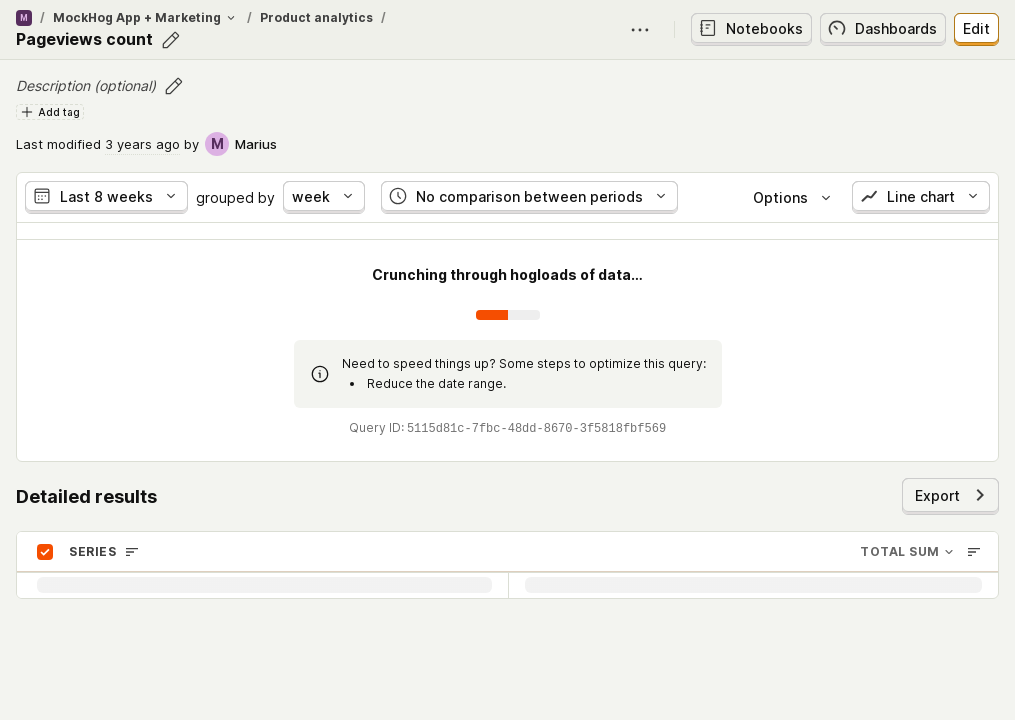 M / MockHog App + Marketing / Product analytics /
Pageviews count
Notebooks
Dashboards
Edit
Description (optional)
Add tag
Last modified 3 years ago by M Marius
Last 8 weeks grouped by week No comparison between periods Options Line chart
Crunching through hogloads of data...
Need to speed things up? Some steps to optimize this query:
• Reduce the date range.
Query ID: 5115d81c-7fbc-48dd-8670-3f5818fbf569
Detailed results
Export
SERIES
TOTAL SUM